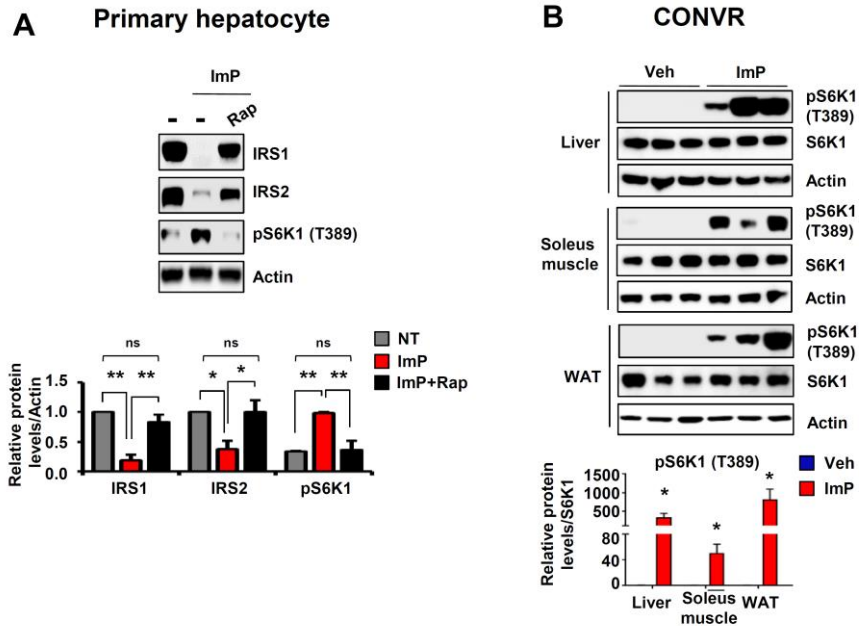 A
Primary hepatocyte
ImP
- - Rap
IRS1
IRS2
pS6K1 (T389)
Actin
NT
ImP
ImP+Rap
ns ns ns
** ** * * ** **
Relative protein
levels/Actin
1.5
1.0
0.5
0.0
IRS1 IRS2 pS6K1
B
CONVR
Veh ImP
Liver
pS6K1
(T389)
S6K1
Actin
Soleus
muscle
pS6K1
(T389)
S6K1
Actin
WAT
pS6K1
(T389)
S6K1
Actin
pS6K1 (T389)
Veh
ImP
Relative protein
levels/S6K1
1500
1000
500
80
40
0
* * *
Liver Soleus WAT
muscle